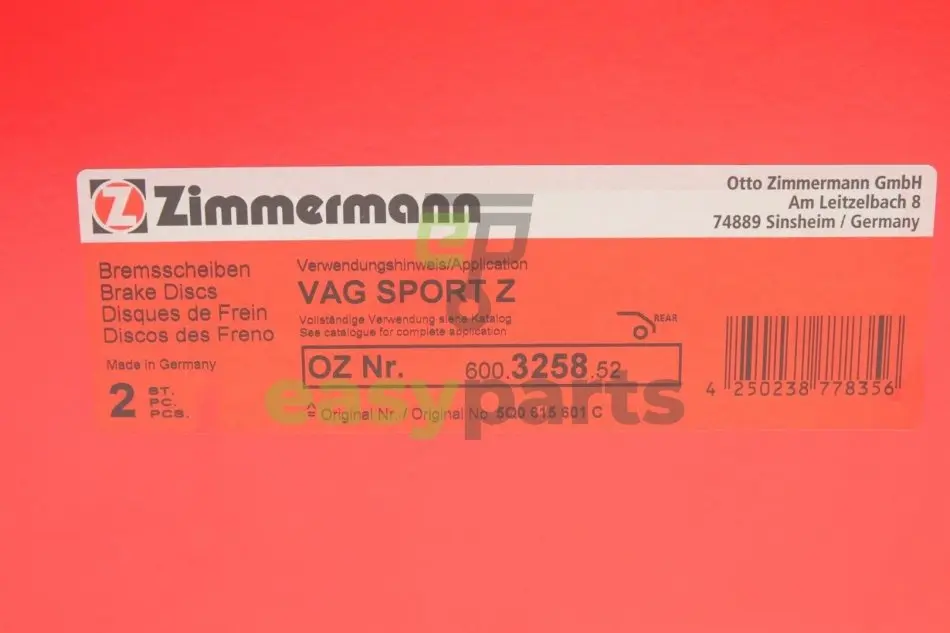 Z Zimmermann
Otto Zimmermann GmbH
Am Leitzelbach 8
74889 Sinsheim / Germany
Bremsscheiben
Brake Discs
Disques de Frein
Discos des Freno
Made in Germany
2 ST.
PC.
PCS.
Verwendungshinweis/Application
VAG SPORT Z
Vollständige Verwendung siehe Katalog
See catalogue for complete application
REAR
OZ Nr. 600.3258.52
≙ Original Nr. / Original No 5Q0 615 601 C
4 250238 778356
easyparts